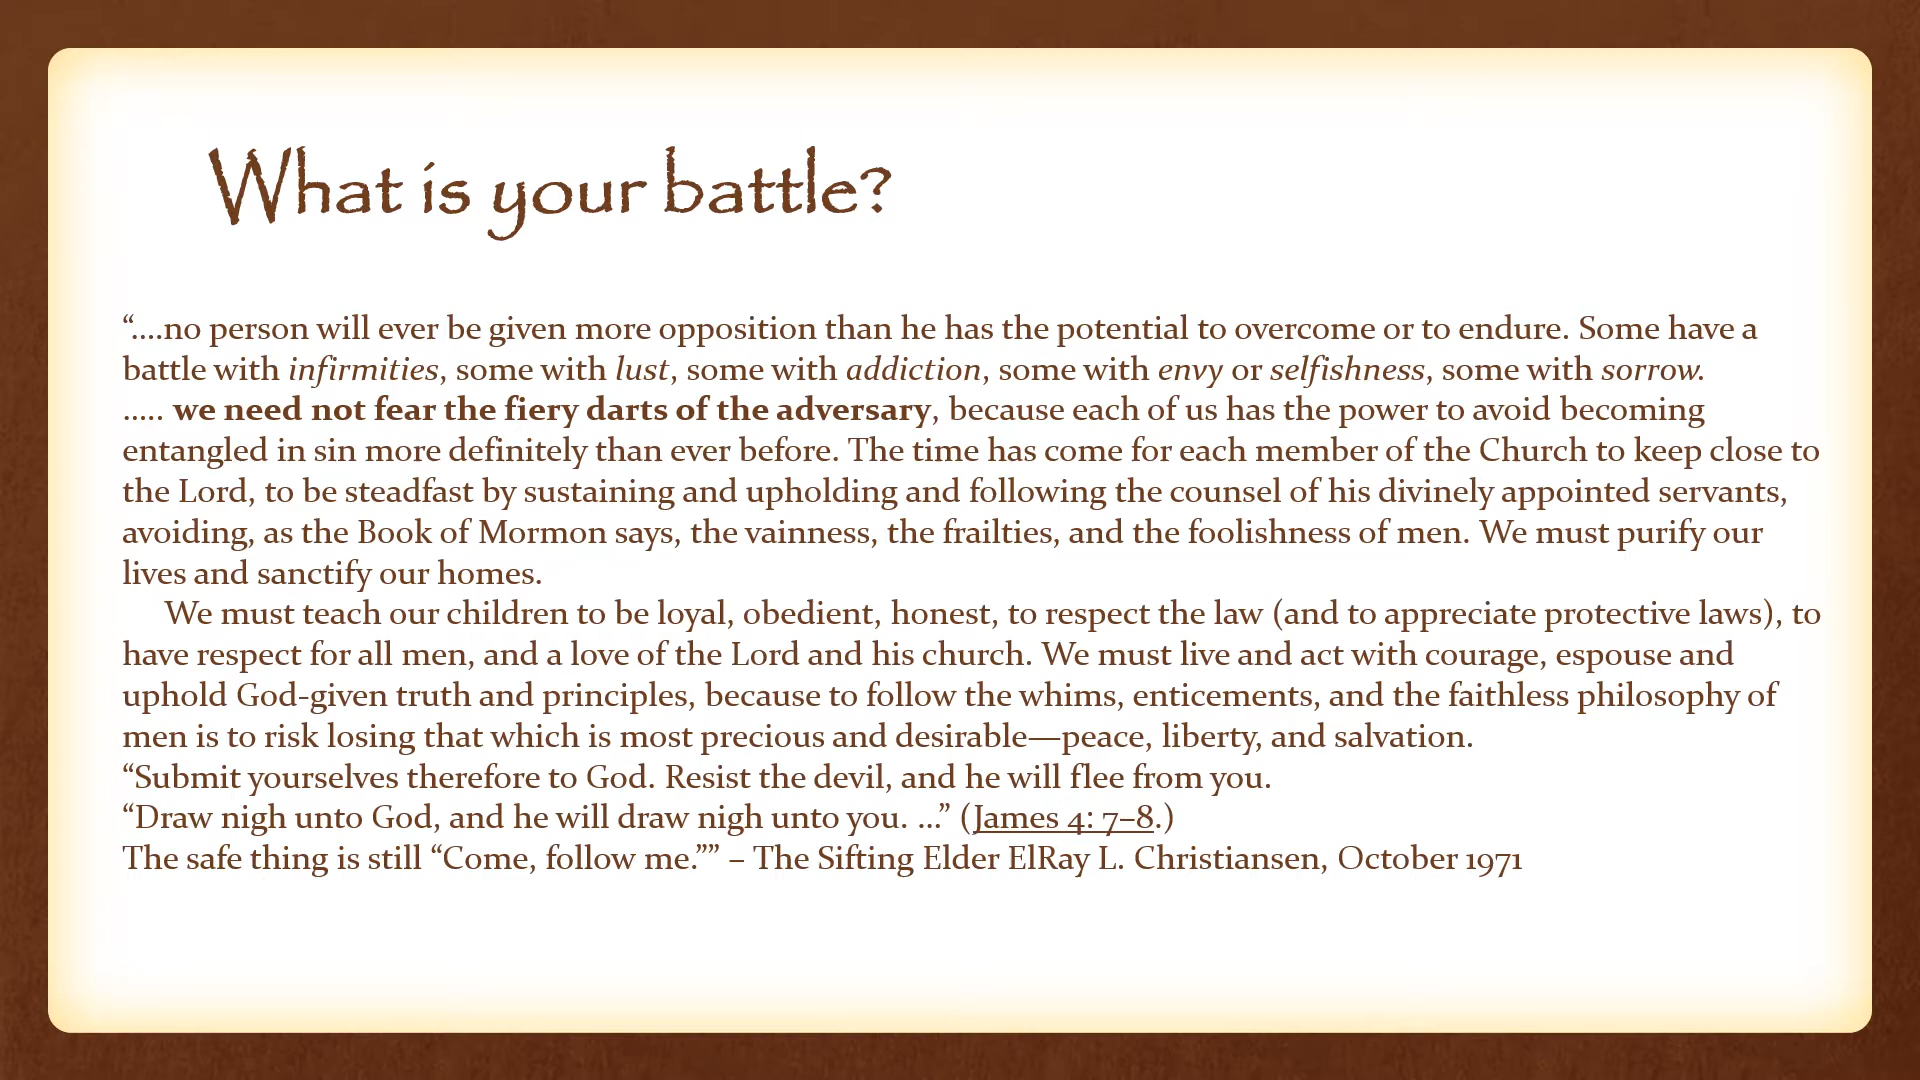 What is your battle?
“....no person will ever be given more opposition than he has the potential to overcome or to endure. Some have a
battle with infirmities, some with lust, some with addiction, some with envy or selfishness, some with sorrow.
..... we need not fear the fiery darts of the adversary, because each of us has the power to avoid becoming
entangled in sin more definitely than ever before. The time has come for each member of the Church to keep close to
the Lord, to be steadfast by sustaining and upholding and following the counsel of his divinely appointed servants,
avoiding, as the Book of Mormon says, the vainness, the frailties, and the foolishness of men. We must purify our
lives and sanctify our homes.
We must teach our children to be loyal, obedient, honest, to respect the law (and to appreciate protective laws), to
have respect for all men, and a love of the Lord and his church. We must live and act with courage, espouse and
uphold God-given truth and principles, because to follow the whims, enticements, and the faithless philosophy of
men is to risk losing that which is most precious and desirable—peace, liberty, and salvation.
“Submit yourselves therefore to God. Resist the devil, and he will flee from you.
“Draw nigh unto God, and he will draw nigh unto you. …” (James 4: 7–8.)
The safe thing is still “Come, follow me.”” – The Sifting Elder ElRay L. Christiansen, October 1971